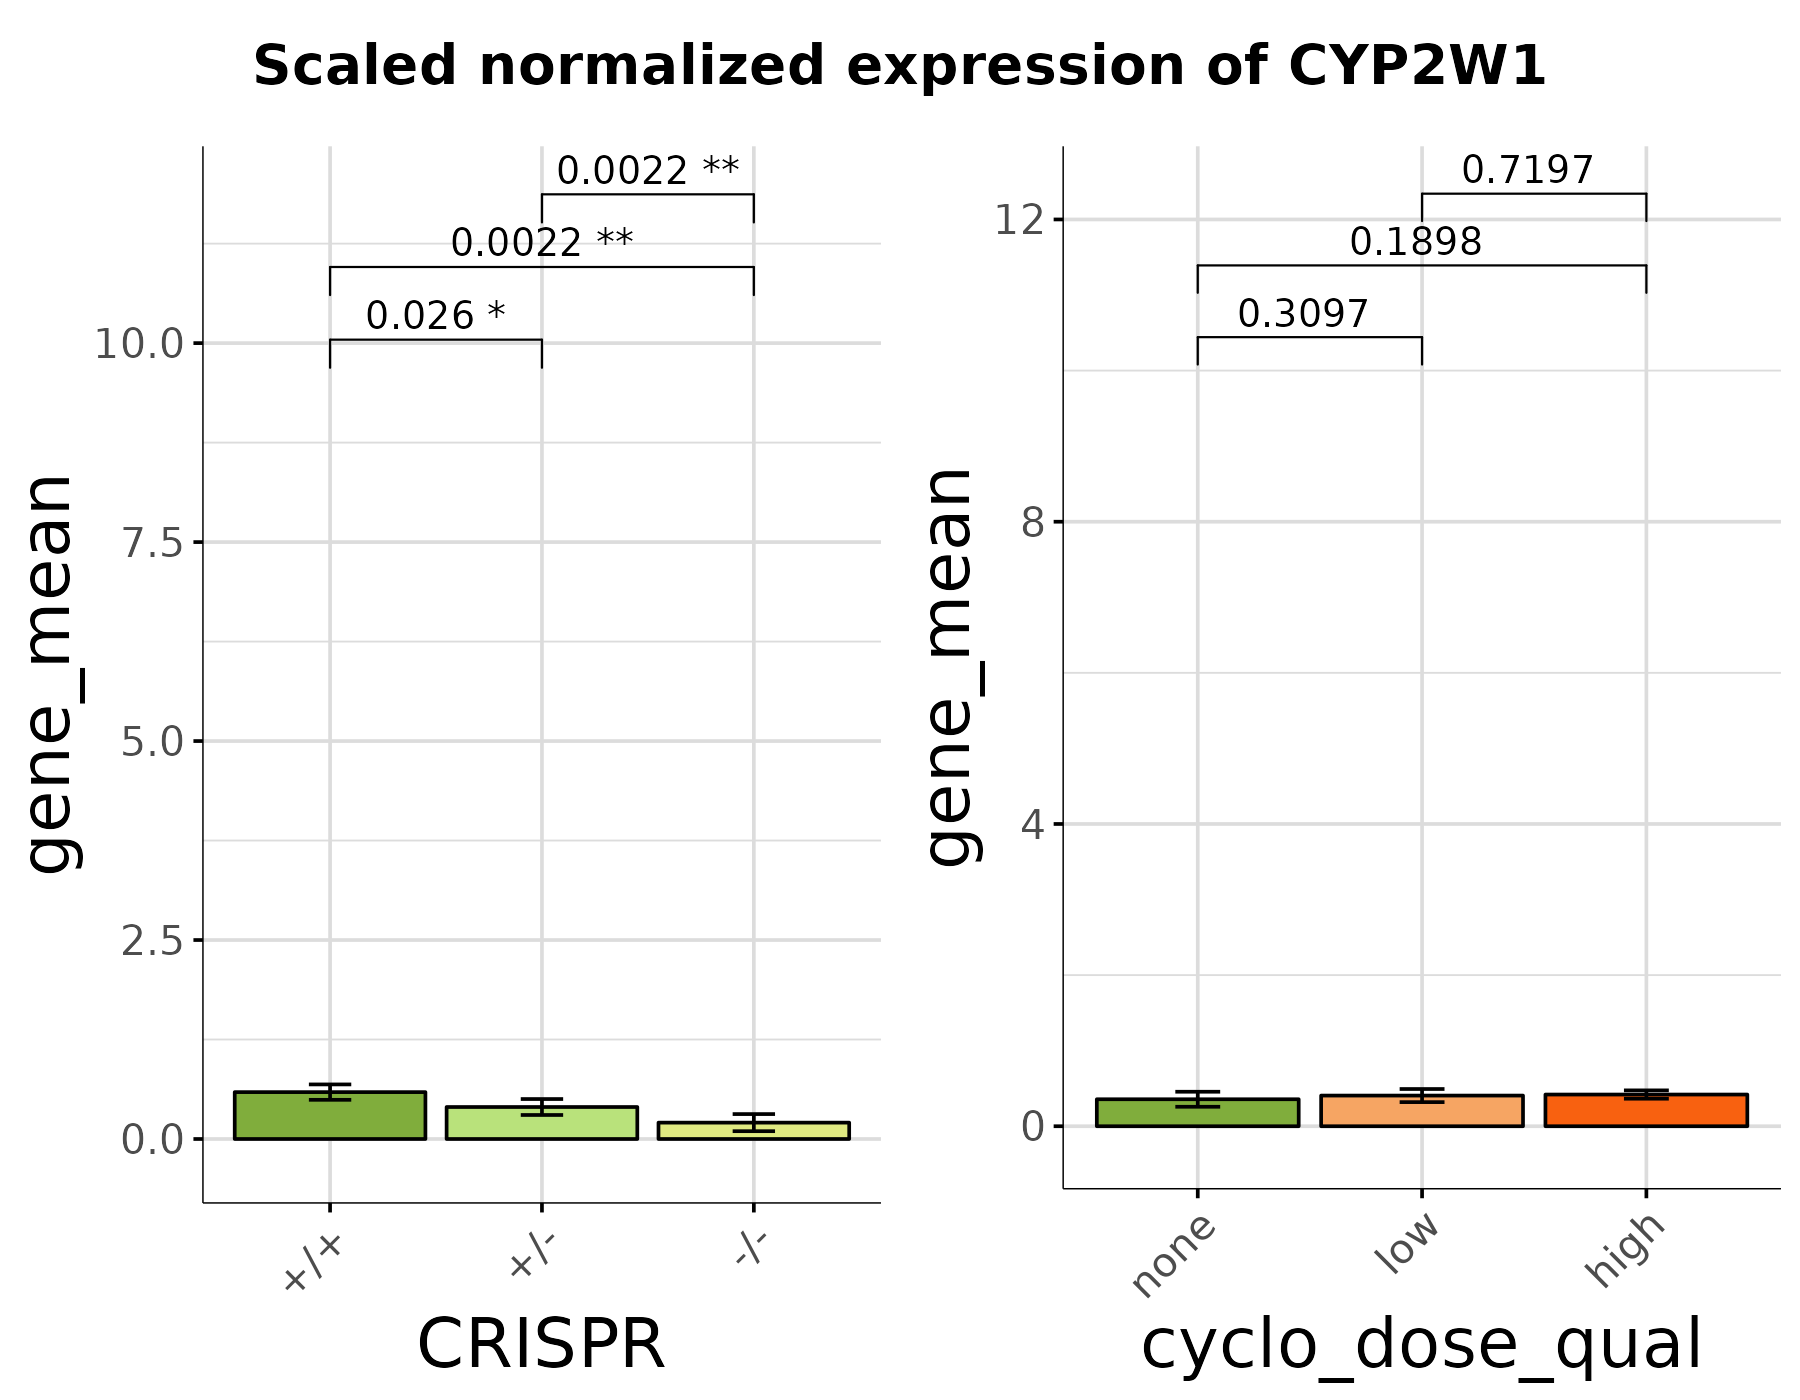 Scaled normalized expression of CYP2W1
0.0022 **
0.0022 **
0.026 *
10.0
7.5
5.0
2.5
0.0
gene_mean
+/+
+/-
-/-
CRISPR
0.7197
0.1898
0.3097
12
8
4
0
gene_mean
none
low
high
cyclo_dose_qual